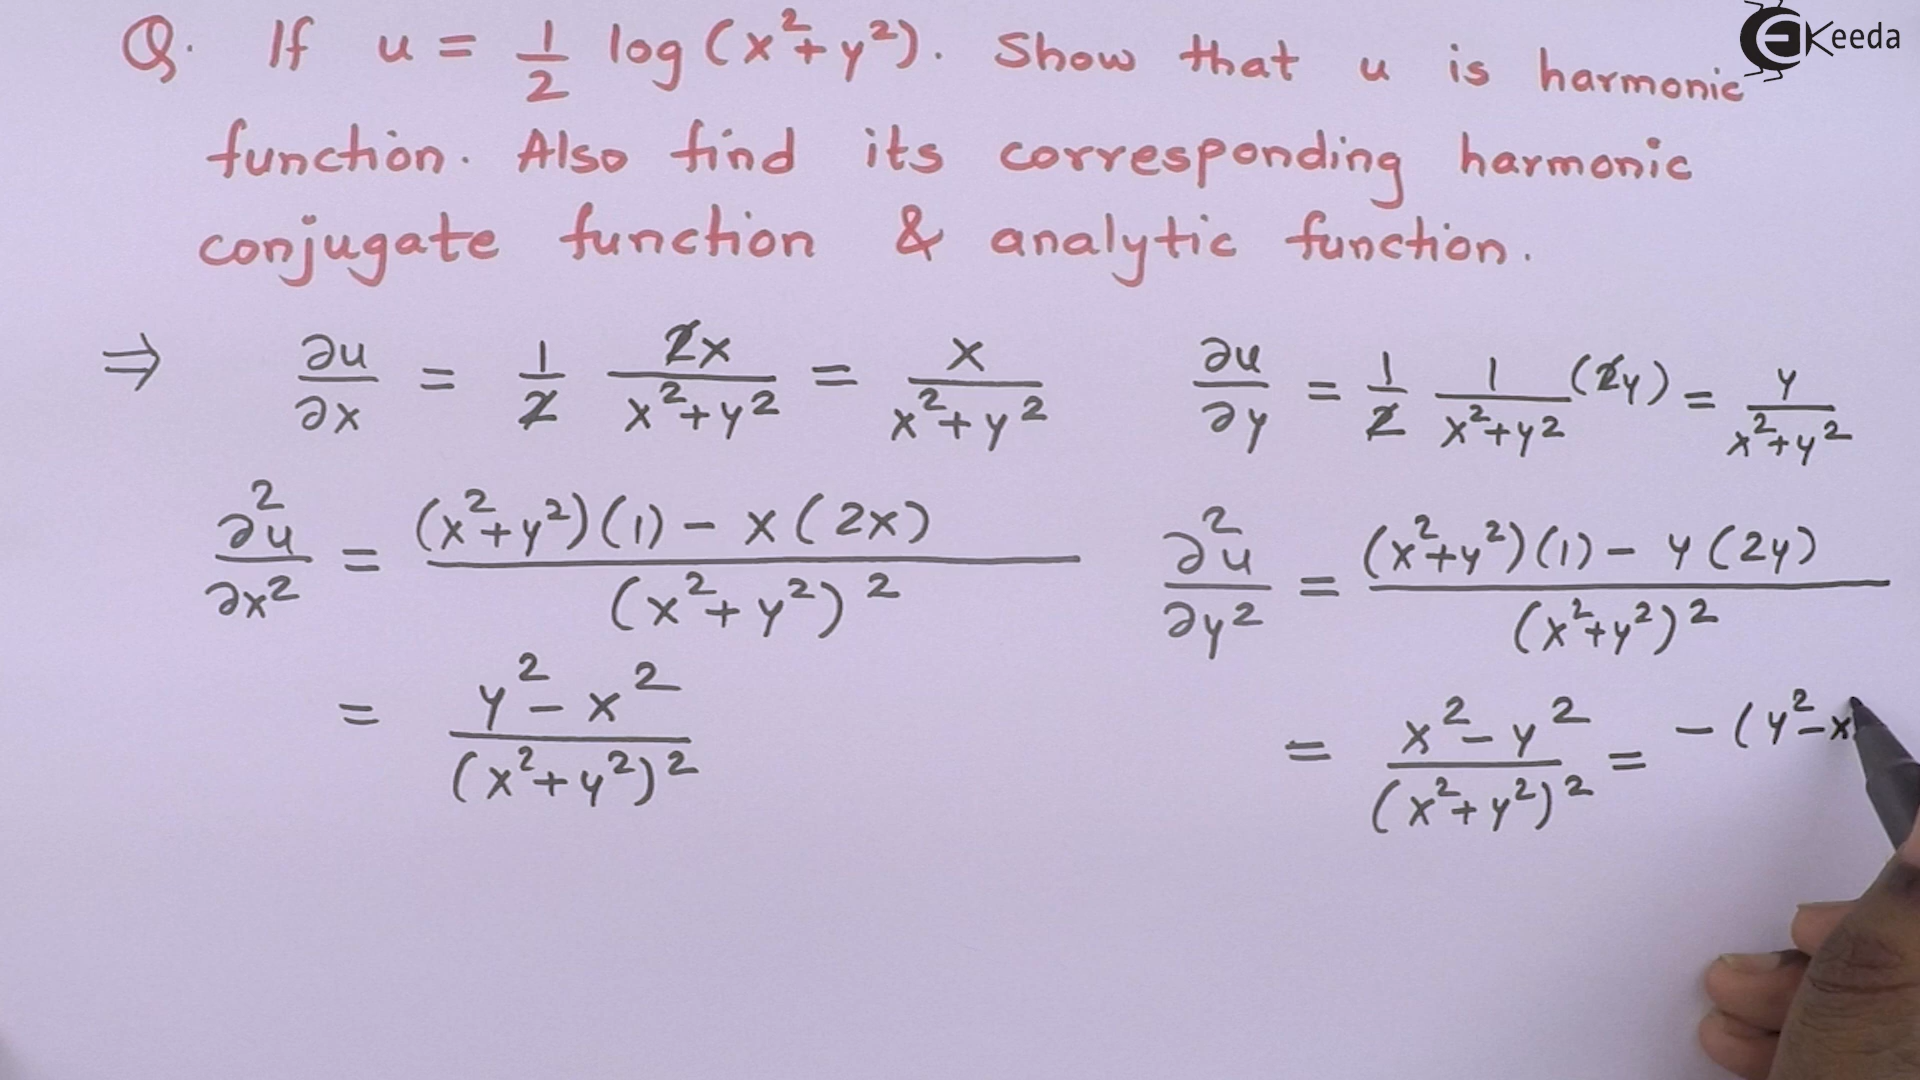 Q. If u = 1/2 log (x²+y²). Show that u is harmonic
function. Also find its corresponding harmonic
conjugate function & analytic function.
EKeeda
⇒ ∂u/∂x = 1/2 2x/(x²+y²) = x/(x²+y²)
∂²u/∂x² = ((x²+y²)(1) - x(2x))/(x²+y²)²
= (y²-x²)/(x²+y²)²
∂u/∂y = 1/2 1/(x²+y²) (2y) = y/(x²+y²)
∂²u/∂y² = ((x²+y²)(1) - y(2y))/(x²+y²)²
= (x²-y²)/(x²+y²)² = -(y²-x